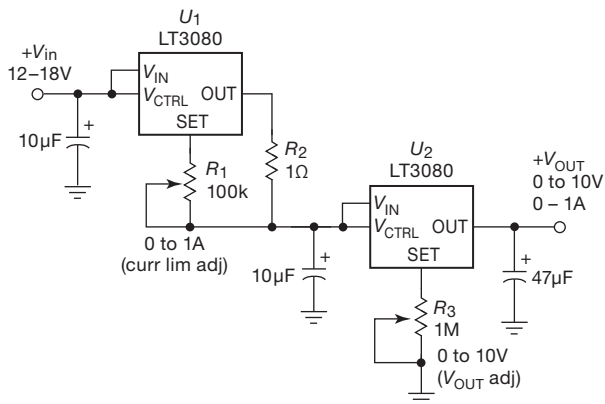 U1
LT3080
+Vin
12–18V
VIN
VCTRL
OUT
SET
10µF
+
R1
100k
R2
1Ω
0 to 1A
(curr lim adj)
10µF
+
U2
LT3080
VIN
VCTRL
OUT
SET
+VOUT
0 to 10V
0 – 1A
+
47µF
R3
1M
0 to 10V
(VOUT adj)